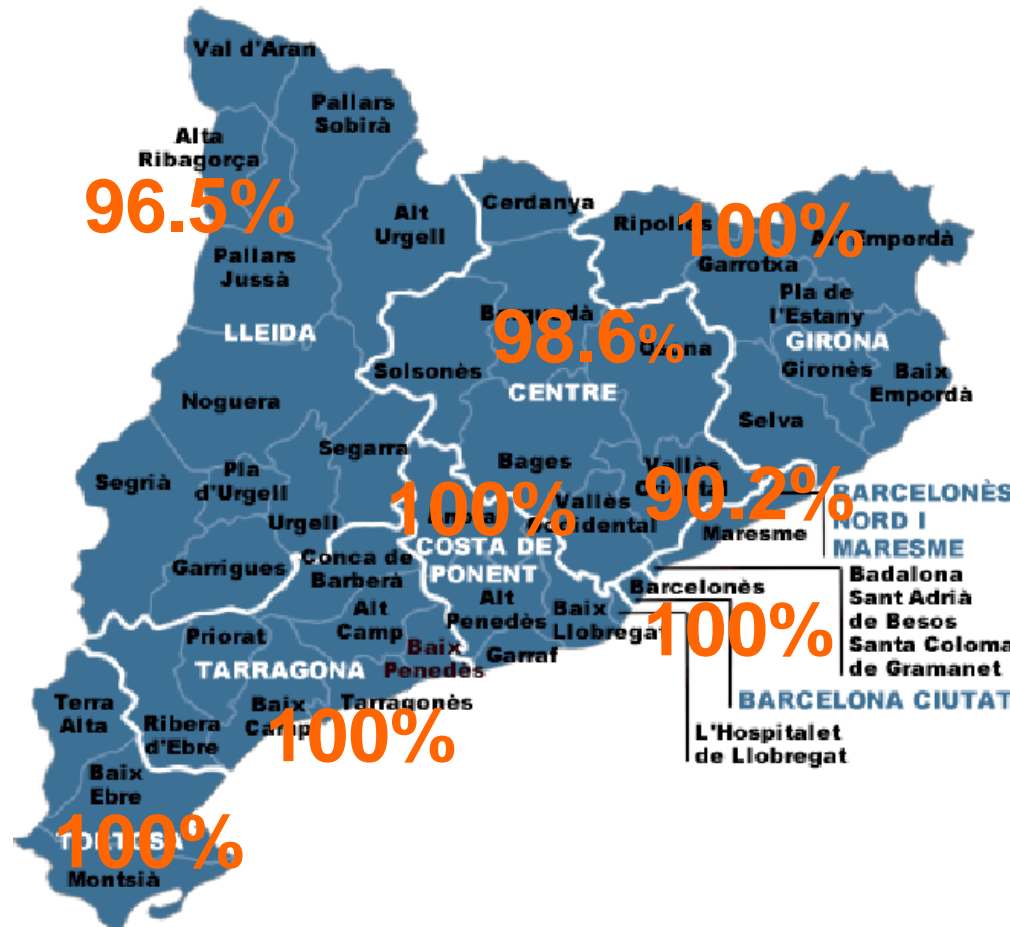 Val d'Aran
Pallars
Sobirà
Alta
Ribagorça
96.5%
Cerdanya
Alt
Urgell
Ripollès
100%
Alt Empordà
Pallars
Jussà
Garrotxa
Pla de
l'Estany
LLEIDA
Berguedà
98.6%
Osona
GIRONA
Solsonès
Gironès
Baix
Empordà
CENTRE
Noguera
Selva
Segarra
Bages
Vallès
Oriental
90.2%
Segrià
Pla
d'Urgell
100%
Vallès
Occidental
BARCELONÈS
NORD I
MARESME
Urgell
Maresme
COSTA DE
PONENT
Garrigues
Conca de
Barberà
Barcelonès
Badalona
Sant Adrià
de Besos
Santa Coloma
de Gramanet
Alt
Camp
Alt
Penedès
Baix
Llobregat
100%
Priorat
Baix
Penedès
Garraf
TARRAGONA
BARCELONA CIUTAT
Terra
Alta
Ribera
d'Ebre
Baix
Camp
Tarragonès
100%
L'Hospitalet
de Llobregat
Baix
Ebre
TORTOSA
100%
Montsià